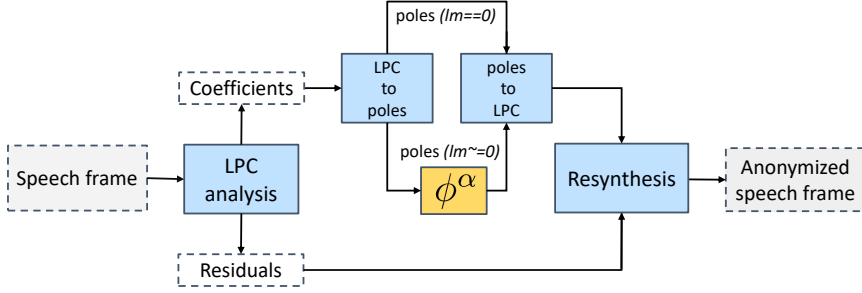 poles (Im==0)
LPC
to
poles
poles
to
LPC
Coefficients
poles (Im~=0)
Speech frame
LPC
analysis
ϕ^α
Resynthesis
Anonymized
speech frame
Residuals